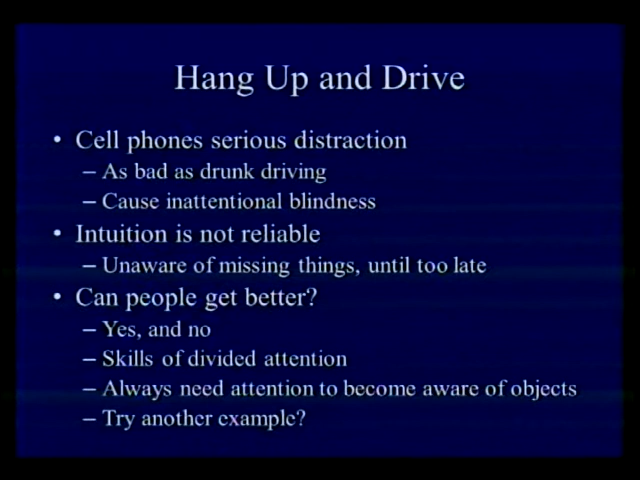 Hang Up and Drive
• Cell phones serious distraction
– As bad as drunk driving
– Cause inattentional blindness
• Intuition is not reliable
– Unaware of missing things, until too late
• Can people get better?
– Yes, and no
– Skills of divided attention
– Always need attention to become aware of objects
– Try another example?